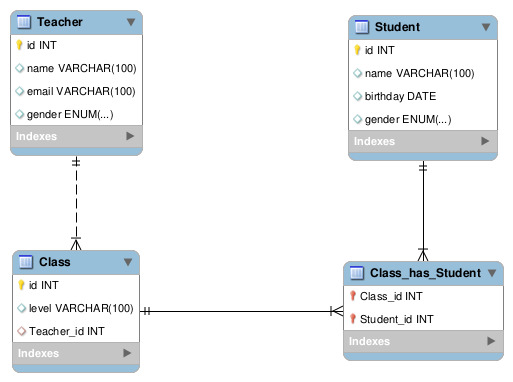 Teacher
id INT
name VARCHAR(100)
email VARCHAR(100)
gender ENUM(...)
Indexes
Student
id INT
name VARCHAR(100)
birthday DATE
gender ENUM(...)
Indexes
Class
id INT
level VARCHAR(100)
Teacher_id INT
Indexes
Class_has_Student
Class_id INT
Student_id INT
Indexes